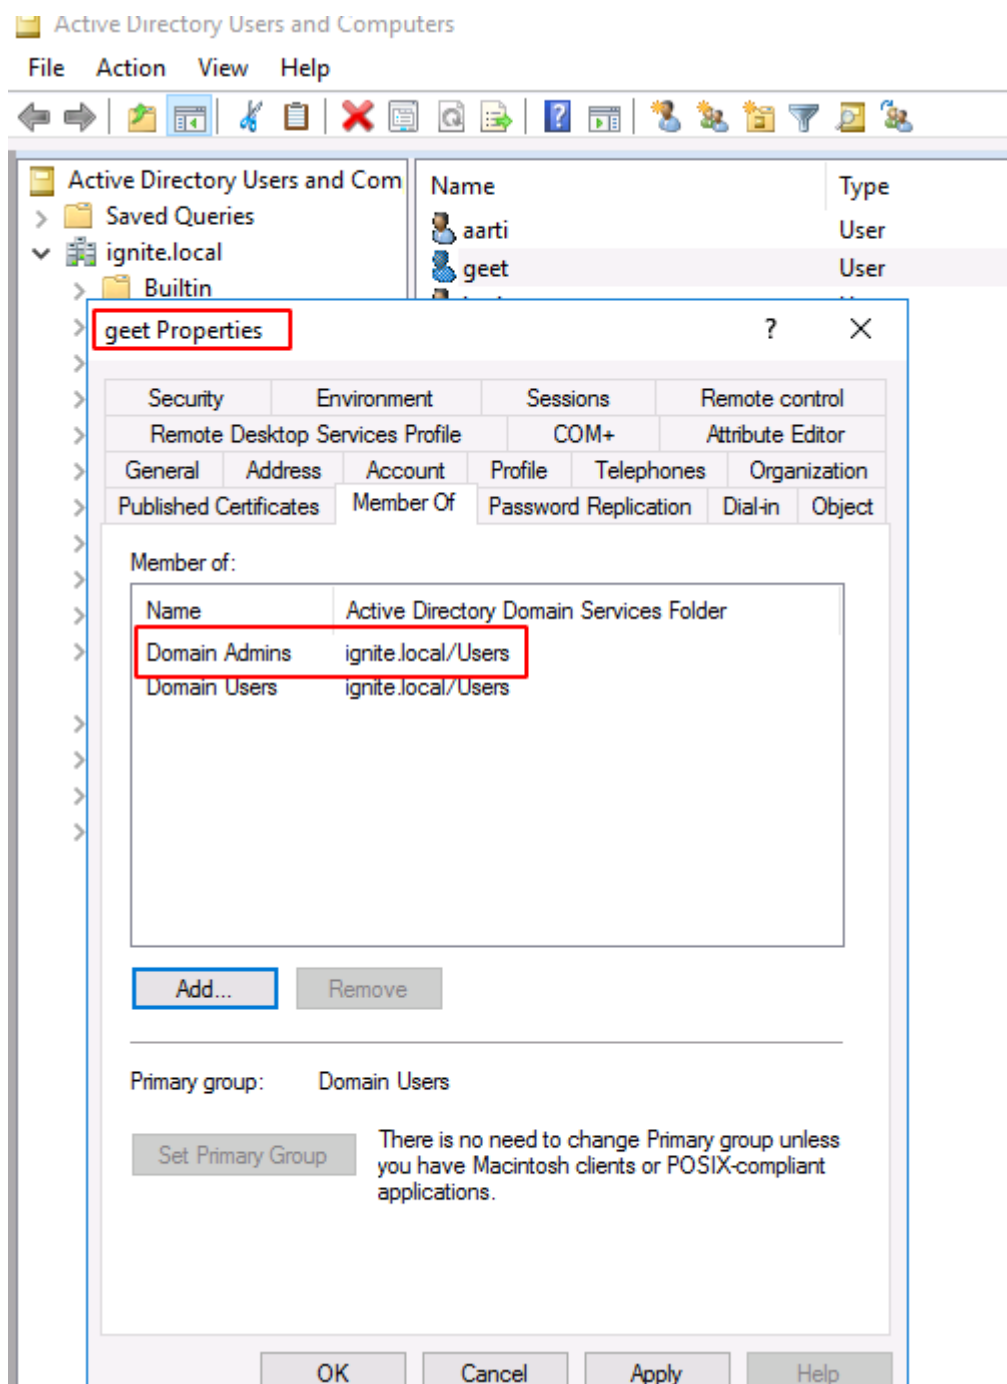 Active Directory Users and Computers
File Action View Help
Active Directory Users and Com
Saved Queries
ignite.local
Builtin
Name Type
aarti User
geet User
geet Properties ?
Security Environment Sessions Remote control
Remote Desktop Services Profile COM+ Attribute Editor
General Address Account Profile Telephones Organization
Published Certificates Member Of Password Replication Dial-in Object
Member of:
Name Active Directory Domain Services Folder
Domain Admins ignite.local/Users
Domain Users ignite.local/Users
Add... Remove
Primary group: Domain Users
Set Primary Group
There is no need to change Primary group unless
you have Macintosh clients or POSIX-compliant
applications.
OK Cancel Apply Help